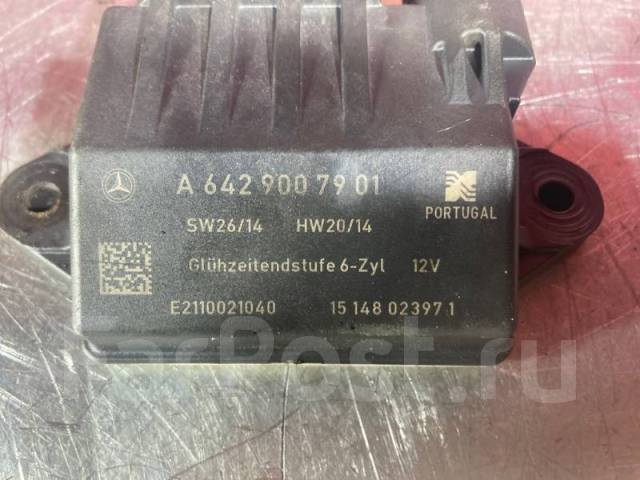 A 642 900 79 01
PORTUGAL
SW26/14 HW20/14
Glühzeitendstufe 6-Zyl 12V
E2110021040 15 148 02397 1
FarPost.ru